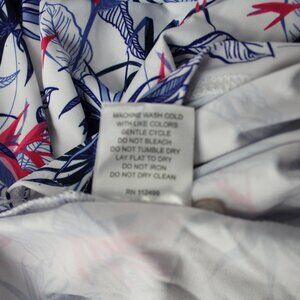 MACHINE WASH COLD
WITH LIKE COLORS
GENTLE CYCLE
DO NOT BLEACH
DO NOT TUMBLE DRY
LAY FLAT TO DRY
DO NOT IRON
DO NOT DRY CLEAN
RN 112499